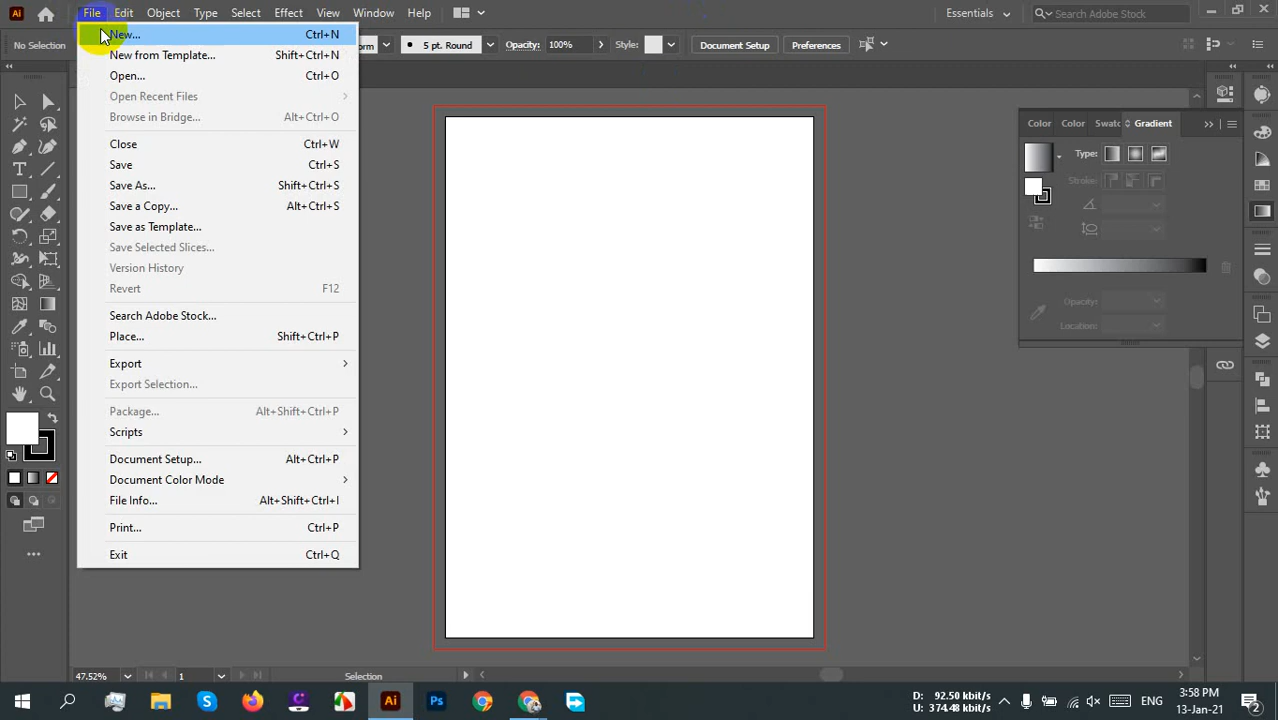 Ai File Edit Object Type Select Effect View Window Help Essentials Search Adobe Stock
No Selection 5 pt. Round Opacity: 100% Style: Document Setup Preferences
New... Ctrl+N
New from Template... Shift+Ctrl+N
Open... Ctrl+O
Open Recent Files
Browse in Bridge... Alt+Ctrl+O
Close Ctrl+W
Save Ctrl+S
Save As... Shift+Ctrl+S
Save a Copy... Alt+Ctrl+S
Save as Template...
Save Selected Slices...
Version History
Revert F12
Search Adobe Stock...
Place... Shift+Ctrl+P
Export
Export Selection...
Package... Alt+Shift+Ctrl+P
Scripts
Document Setup... Alt+Ctrl+P
Document Color Mode
File Info... Alt+Shift+Ctrl+I
Print... Ctrl+P
Exit Ctrl+Q
Color Color Swatc Gradient
Type:
Stroke:
Opacity:
Location:
47.52% 1 Selection
Ai Ps D: 92.50 kbit/s ENG 3:58 PM
U: 374.48 kbit/s 13-Jan-21 2